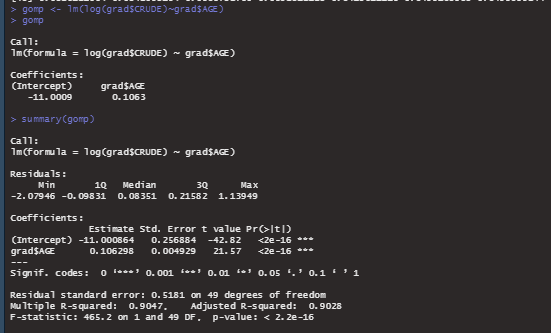 > gomp <- lm(log(grad$CRUDE)~grad$AGE)
> gomp
Call:
lm(formula = log(grad$CRUDE) ~ grad$AGE)
Coefficients:
(Intercept) grad$AGE
-11.0009 0.1063
> summary(gomp)
Call:
lm(formula = log(grad$CRUDE) ~ grad$AGE)
Residuals:
Min 1Q Median 3Q Max
-2.07946 -0.09831 0.08351 0.21582 1.13949
Coefficients:
Estimate Std. Error t value Pr(>|t|)
(Intercept) -11.000864 0.256884 -42.82 <2e-16 ***
grad$AGE 0.106298 0.004929 21.57 <2e-16 ***
---
Signif. codes: 0 ‘***’ 0.001 ‘**’ 0.01 ‘*’ 0.05 ‘.’ 0.1 ‘ ’ 1
Residual standard error: 0.5181 on 49 degrees of freedom
Multiple R-squared: 0.9047, Adjusted R-squared: 0.9028
F-statistic: 465.2 on 1 and 49 DF, p-value: < 2.2e-16